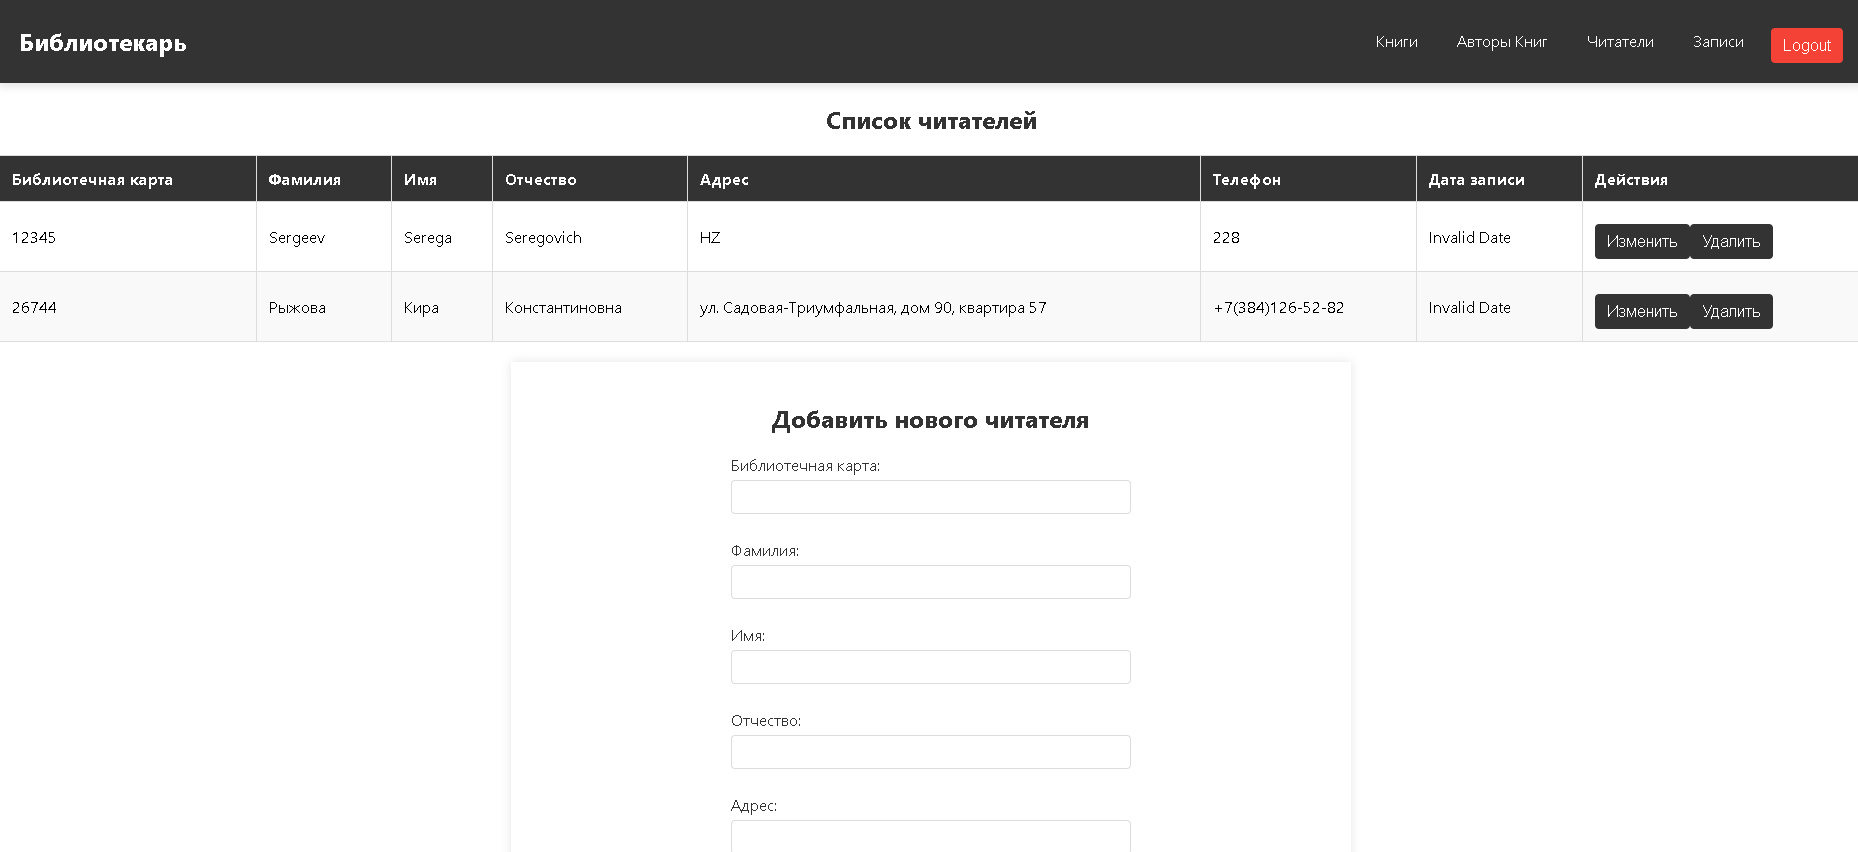 Библиотекарь
Книги Авторы Книг Читатели Записи Logout
Список читателей
Библиотечная карта Фамилия Имя Отчество Адрес Телефон Дата записи Действия
12345 Sergeev Serega Seregovich HZ 228 Invalid Date Изменить Удалить
26744 Рыжова Кира Константиновна ул. Садовая-Триумфальная, дом 90, квартира 57 +7(384)126-52-82 Invalid Date Изменить Удалить
Добавить нового читателя
Библиотечная карта:
Фамилия:
Имя:
Отчество:
Адрес: